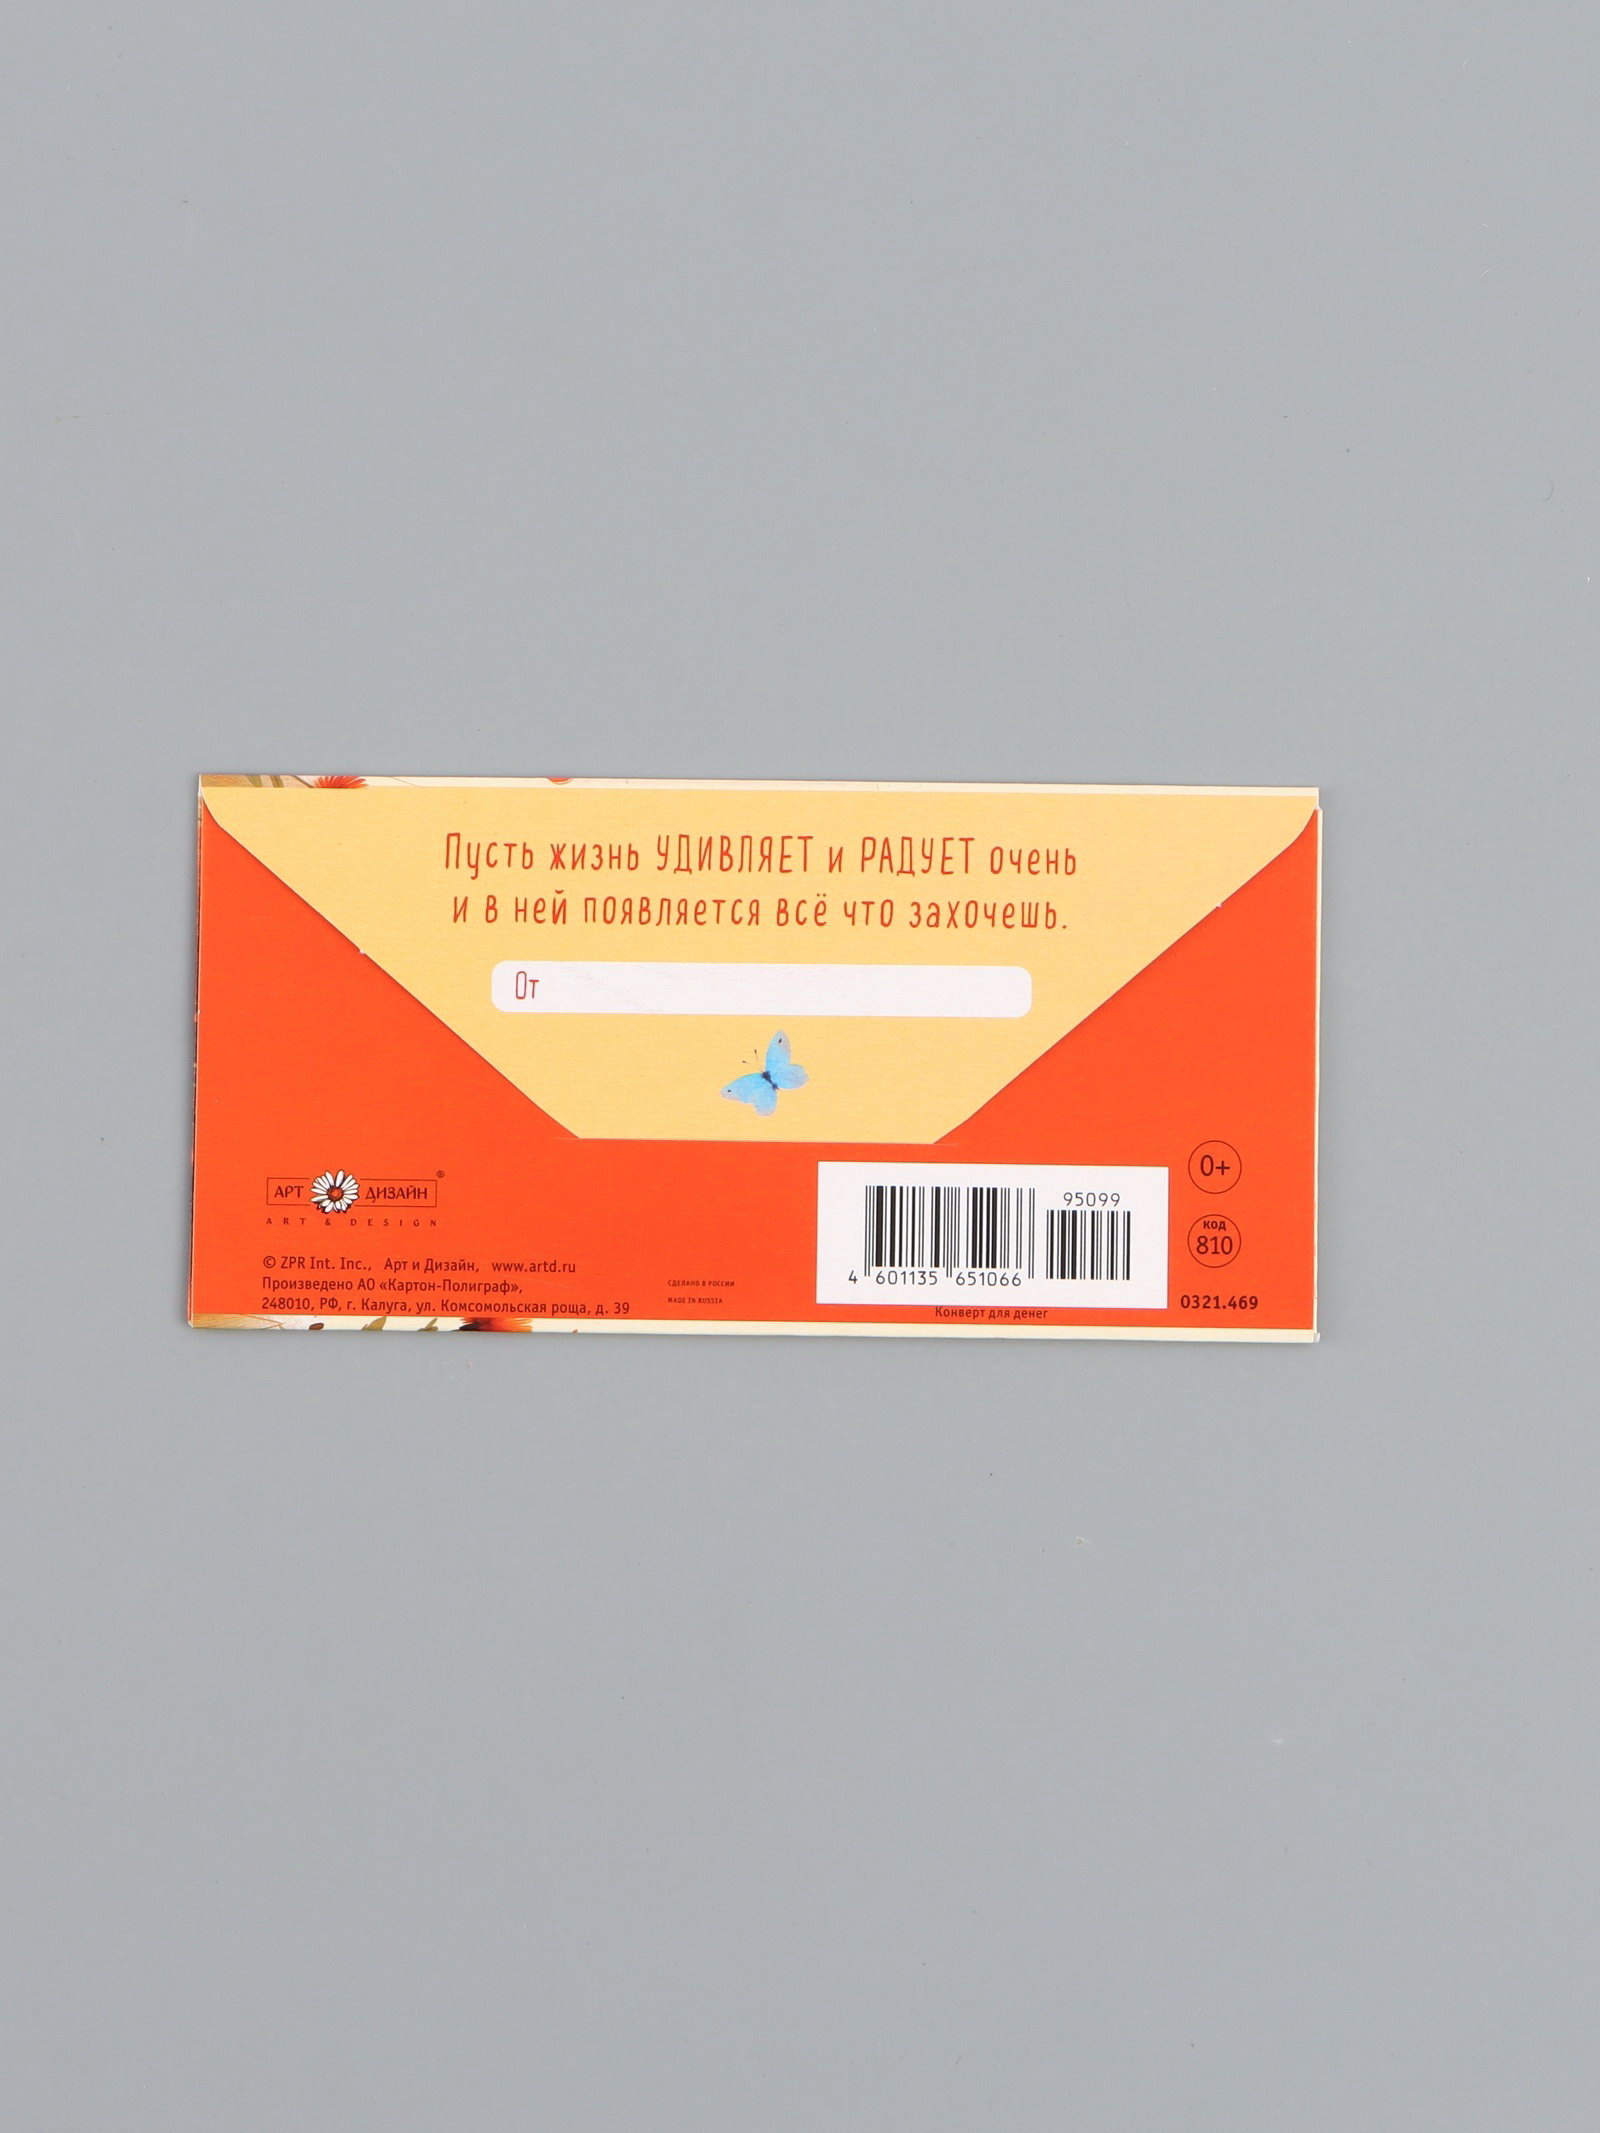 Пусть жизнь УДИВЛЯЕТ и РАДУЕТ очень
и в ней появляется всё что захочешь.
От
АРТ ДИЗАЙН ®
ART & DESIGN
© ZPR Int. Inc., Арт и Дизайн, www.artd.ru
Произведено АО «Картон-Полиграф»,
248010, РФ, г. Калуга, ул. Комсомольская роща, д. 39
СДЕЛАНО В РОССИИ
MADE IN RUSSIA
95099
4 601135 651066
Конверт для денег
0+
код
810
0321.469